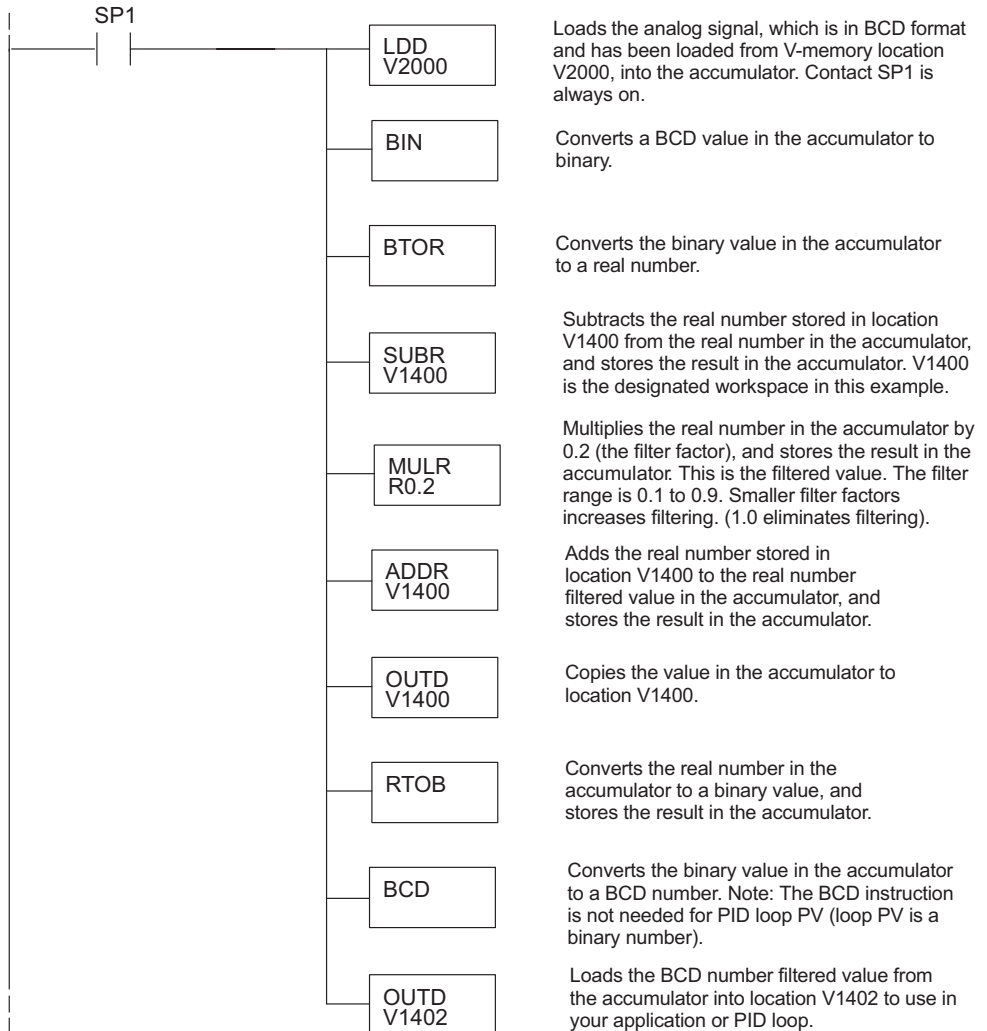 SP1
LDD
V2000
Loads the analog signal, which is in BCD format
and has been loaded from V-memory location
V2000, into the accumulator. Contact SP1 is
always on.
BIN
Converts a BCD value in the accumulator to
binary.
BTOR
Converts the binary value in the accumulator
to a real number.
SUBR
V1400
Subtracts the real number stored in location
V1400 from the real number in the accumulator,
and stores the result in the accumulator. V1400
is the designated workspace in this example.
MULR
R0.2
Multiplies the real number in the accumulator by
0.2 (the filter factor), and stores the result in the
accumulator. This is the filtered value. The filter
range is 0.1 to 0.9. Smaller filter factors
increases filtering. (1.0 eliminates filtering).
ADDR
V1400
Adds the real number stored in
location V1400 to the real number
filtered value in the accumulator, and
stores the result in the accumulator.
OUTD
V1400
Copies the value in the accumulator to
location V1400.
RTOB
Converts the real number in the
accumulator to a binary value, and
stores the result in the accumulator.
BCD
Converts the binary value in the accumulator
to a BCD number. Note: The BCD instruction
is not needed for PID loop PV (loop PV is a
binary number).
OUTD
V1402
Loads the BCD number filtered value from
the accumulator into location V1402 to use in
your application or PID loop.